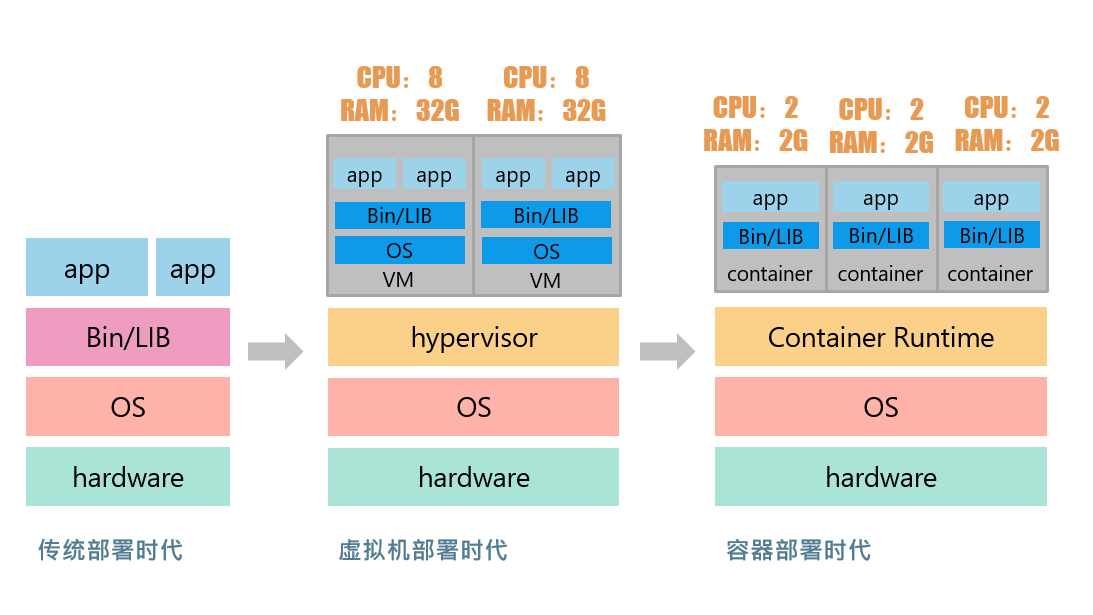 app app
Bin/LIB
OS
hardware
传统部署时代
CPU： 8 CPU： 8
RAM： 32G RAM： 32G
app app app app
Bin/LIB Bin/LIB
OS OS
VM VM
hypervisor
OS
hardware
虚拟机部署时代
CPU： 2 CPU： 2 CPU： 2
RAM： 2G RAM： 2G RAM： 2G
app app app
Bin/LIB Bin/LIB Bin/LIB
container container container
Container Runtime
OS
hardware
容器部署时代